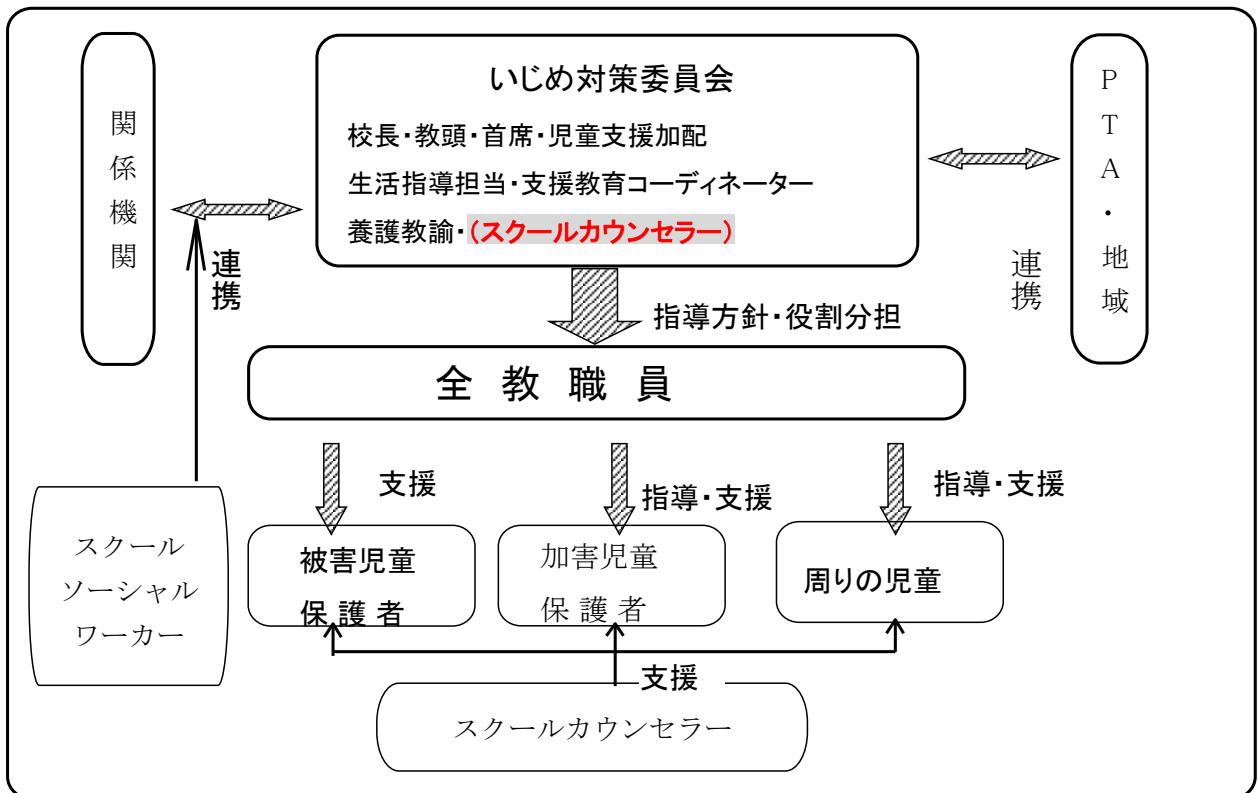 いじめ対策委員会
校長・教頭・首席・児童支援加配
生活指導担当・支援教育コーディネーター
養護教諭・(スクールカウンセラー)
関係機関
連携
PTA・地域
連携
指導方針・役割分担
全教職員
支援
指導・支援
指導・支援
スクール
ソーシャル
ワーカー
被害児童
保護者
加害児童
保護者
周りの児童
支援
スクールカウンセラー